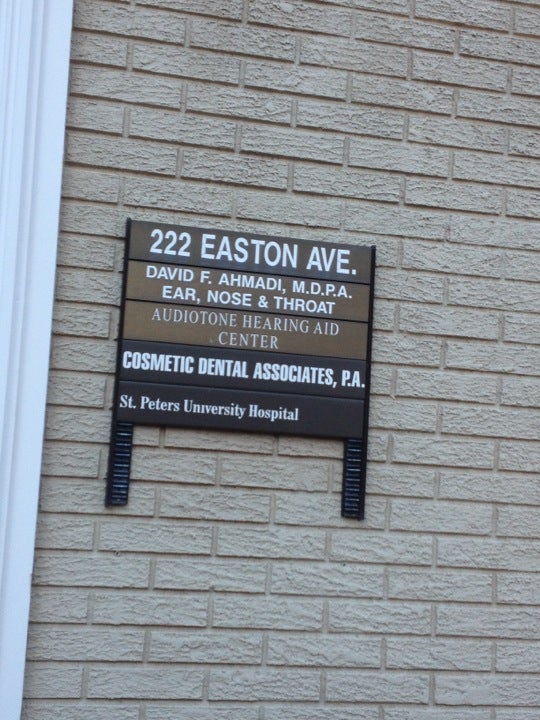 222 EASTON AVE.
DAVID F. AHMADI, M.D.P.A.
EAR, NOSE & THROAT
AUDIOTONE HEARING AID
CENTER
COSMETIC DENTAL ASSOCIATES, P.A.
St. Peters University Hospital